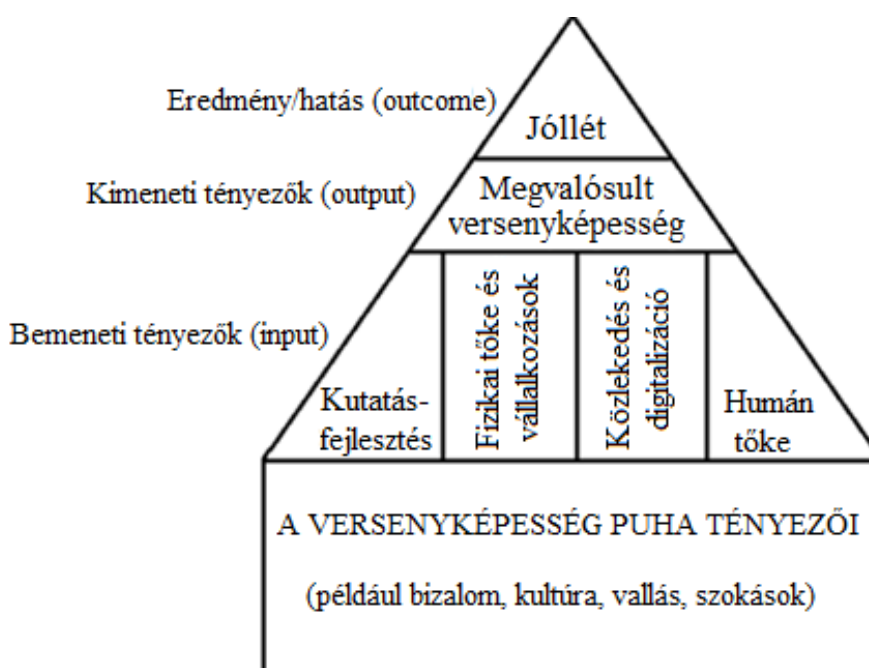 Eredmény/hatás (outcome)
Jóllét
Kimeneti tényezők (output)
Megvalósult
versenyképesség
Bemeneti tényezők (input)
Kutatás-
fejlesztés
Fizikai tőke és
vállalkozások
Közlekedés és
digitalizáció
Humán
tőke
A VERSENYKÉPESSÉG PUHA TÉNYEZŐI
(például bizalom, kultúra, vallás, szokások)